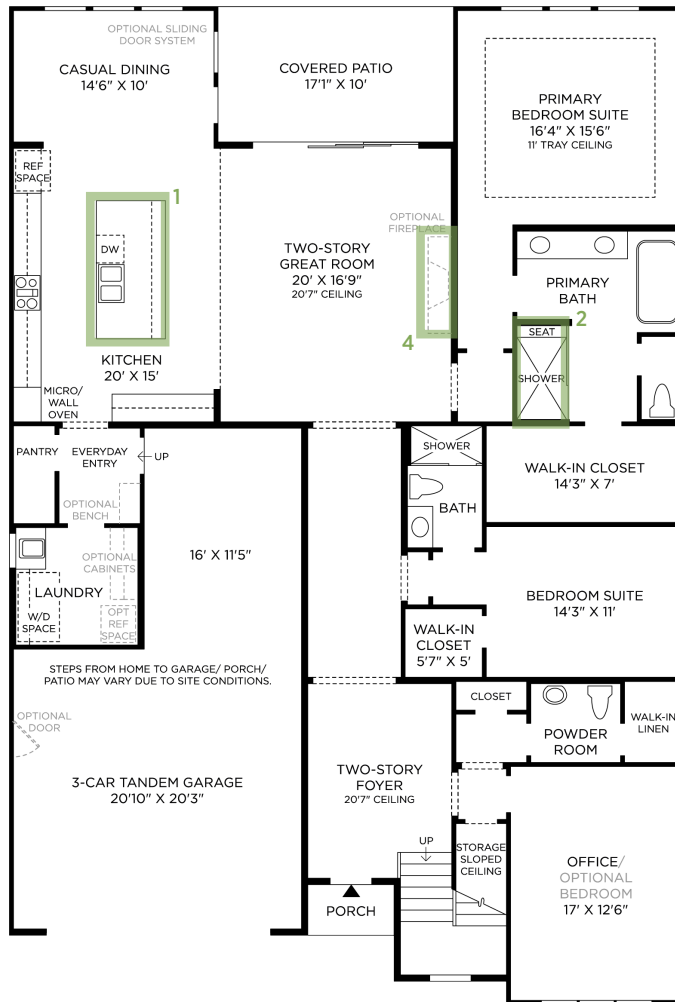 OPTIONAL SLIDING
DOOR SYSTEM
CASUAL DINING
14'6" X 10'
COVERED PATIO
17'1" X 10'
PRIMARY
BEDROOM SUITE
16'4" X 15'6"
11' TRAY CEILING
REF
SPACE
1
DW
OPTIONAL
FIREPLACE
TWO-STORY
GREAT ROOM
20' X 16'9"
20'7" CEILING
4
PRIMARY
BATH
2
SEAT
SHOWER
KITCHEN
20' X 15'
MICRO/
WALL
OVEN
PANTRY
EVERYDAY
ENTRY
UP
OPTIONAL
BENCH
SHOWER
BATH
WALK-IN CLOSET
14'3" X 7'
16' X 11'5"
OPTIONAL
CABINETS
LAUNDRY
W/D
SPACE
OPT
REF
SPACE
BEDROOM SUITE
14'3" X 11'
WALK-IN
CLOSET
5'7" X 5'
STEPS FROM HOME TO GARAGE/ PORCH/
PATIO MAY VARY DUE TO SITE CONDITIONS.
CLOSET
OPTIONAL
DOOR
POWDER
ROOM
WALK-IN
LINEN
3-CAR TANDEM GARAGE
20'10" X 20'3"
TWO-STORY
FOYER
20'7" CEILING
UP
STORAGE
SLOPED
CEILING
OFFICE/
OPTIONAL
BEDROOM
17' X 12'6"
PORCH